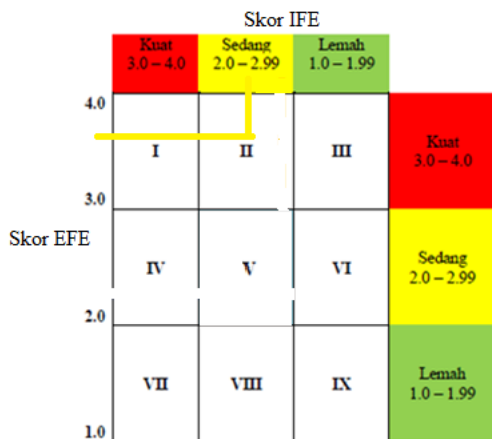 Skor IFE
Kuat
3.0 – 4.0
Sedang
2.0 – 2.99
Lemah
1.0 – 1.99
4.0
I
II
III
Kuat
3.0 – 4.0
3.0
Skor EFE
IV
V
VI
Sedang
2.0 – 2.99
2.0
VII
VIII
IX
Lemah
1.0 – 1.99
1.0